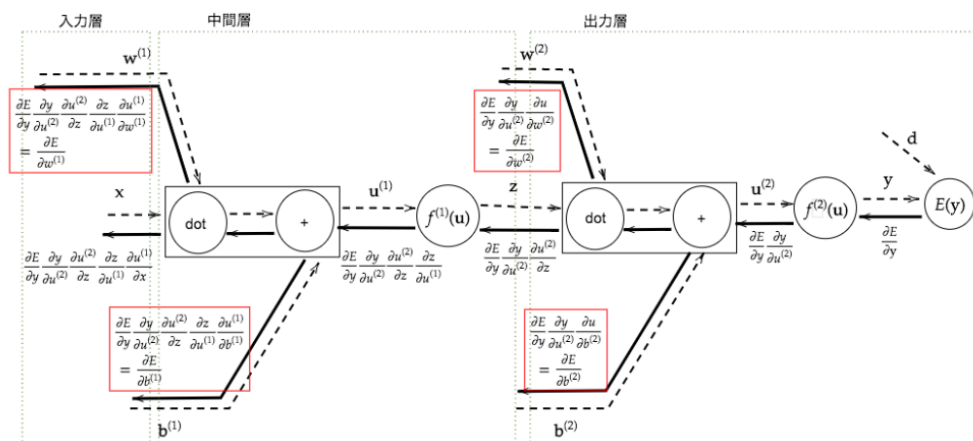 入力層
中間層
出力層
w⁽¹⁾
w⁽²⁾
∂E/∂y ∂y/∂u⁽²⁾ ∂u⁽²⁾/∂z ∂z/∂u⁽¹⁾ ∂u⁽¹⁾/∂w⁽¹⁾
= ∂E/∂w⁽¹⁾
∂E/∂y ∂y/∂u⁽²⁾ ∂u/∂w⁽²⁾
= ∂E/∂w⁽²⁾
d
x
dot
+
u⁽¹⁾
f⁽¹⁾(u)
z
dot
+
u⁽²⁾
f⁽²⁾(u)
y
E(y)
∂E/∂y ∂y/∂u⁽²⁾ ∂u⁽²⁾/∂z ∂z/∂u⁽¹⁾ ∂u⁽¹⁾/∂x
∂E/∂y ∂y/∂u⁽²⁾ ∂u⁽²⁾/∂z ∂z/∂u⁽¹⁾
∂E/∂y ∂y/∂u⁽²⁾ ∂u⁽²⁾/∂z
∂E/∂y ∂y/∂u⁽²⁾
∂E/∂y
∂E/∂y ∂y/∂u⁽²⁾ ∂u⁽²⁾/∂z ∂z/∂u⁽¹⁾ ∂u⁽¹⁾/∂b⁽¹⁾
= ∂E/∂b⁽¹⁾
∂E/∂y ∂y/∂u⁽²⁾ ∂u/∂b⁽²⁾
= ∂E/∂b⁽²⁾
b⁽¹⁾
b⁽²⁾